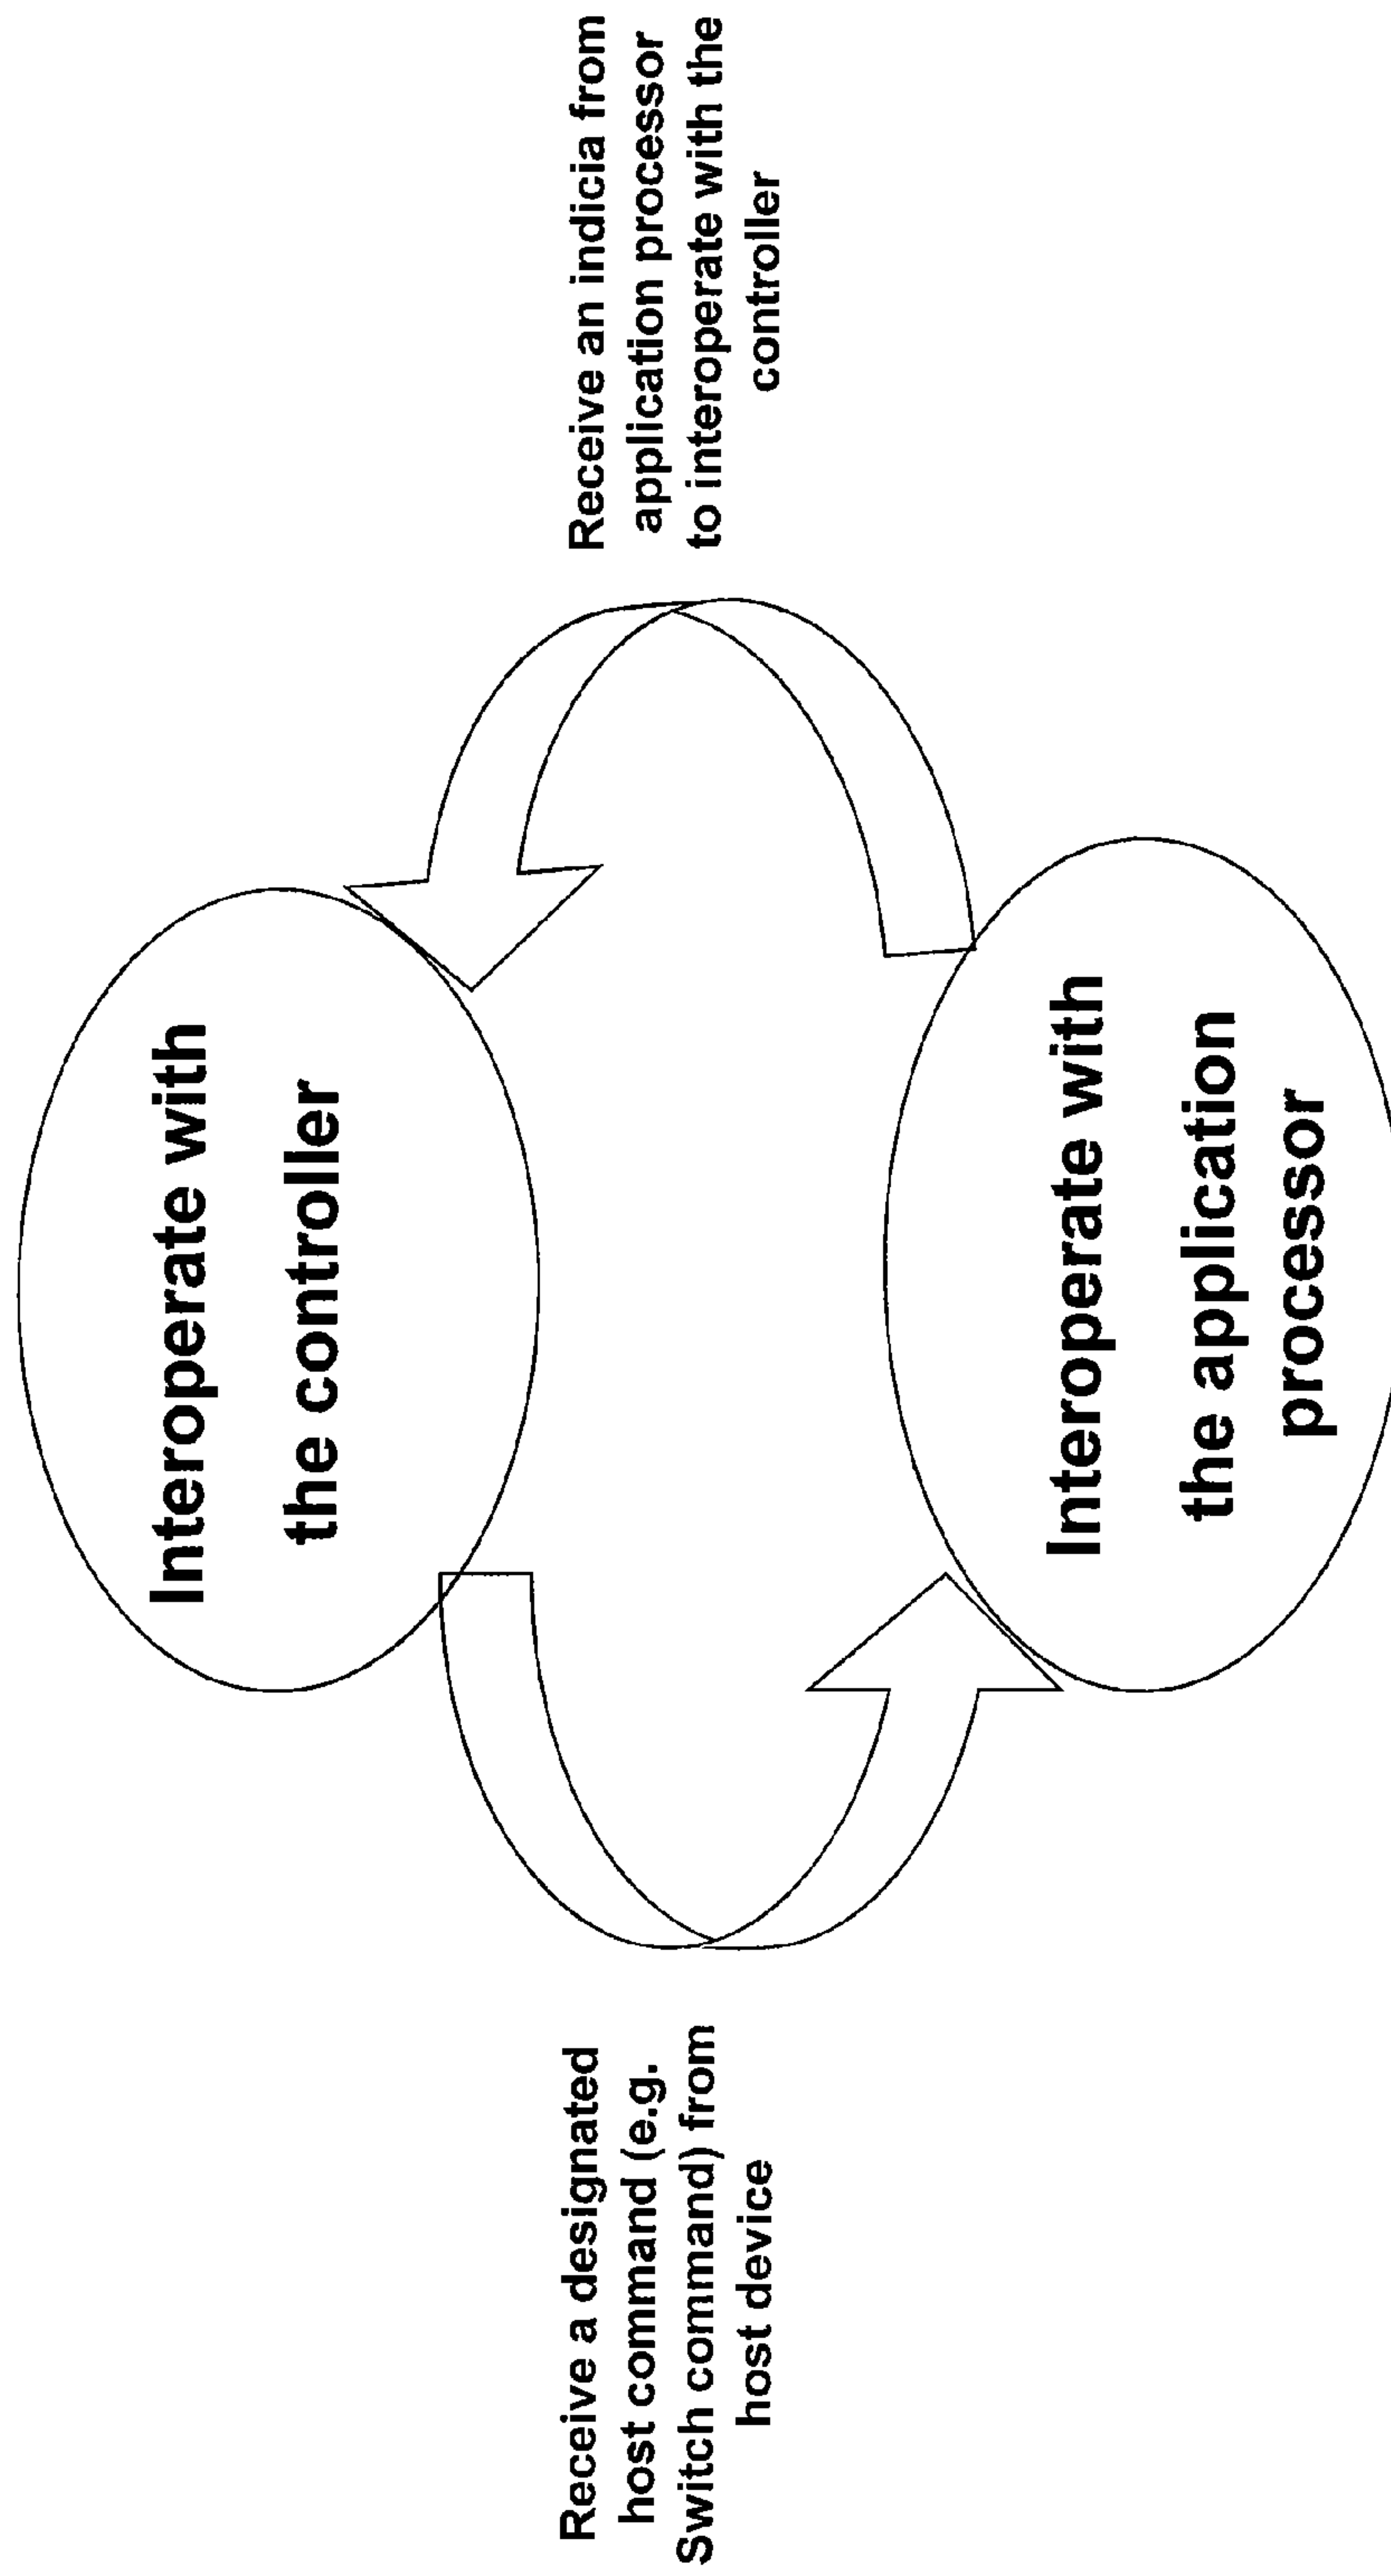 Interoperate with
the controller
Receive a designated
host command (e.g.
Switch command) from
host device
Receive an indicia from
application processor
to interoperate with the
controller
Interoperate with
the application
processor